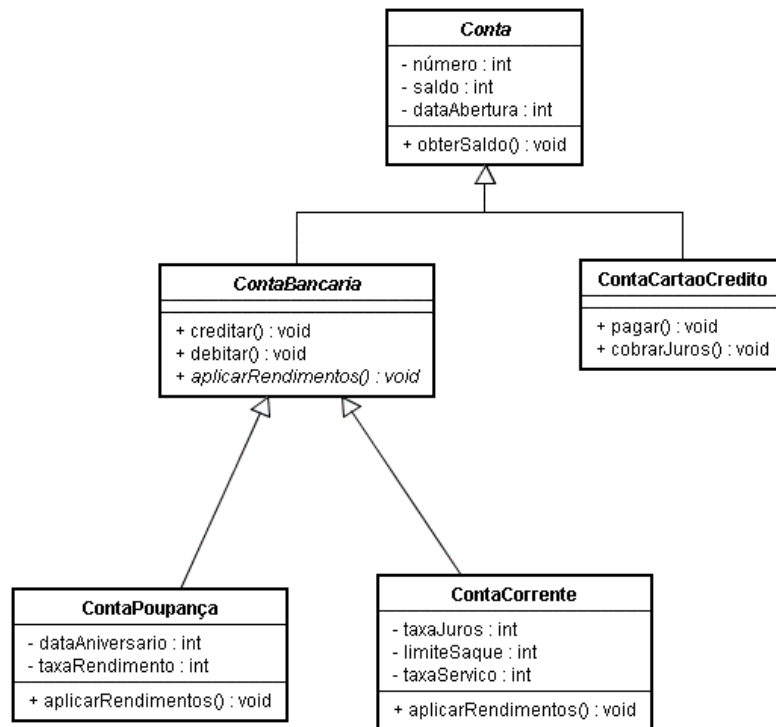 Conta
- número : int
- saldo : int
- dataAbertura : int
+ obterSaldo() : void
ContaBancaria
+ creditar() : void
+ debitar() : void
+ aplicarRendimentos() : void
ContaCartaoCredito
+ pagar() : void
+ cobrarJuros() : void
ContaPoupança
- dataAniversario : int
- taxaRendimento : int
+ aplicarRendimentos() : void
ContaCorrente
- taxaJuros : int
- limiteSaque : int
- taxaServico : int
+ aplicarRendimentos() : void